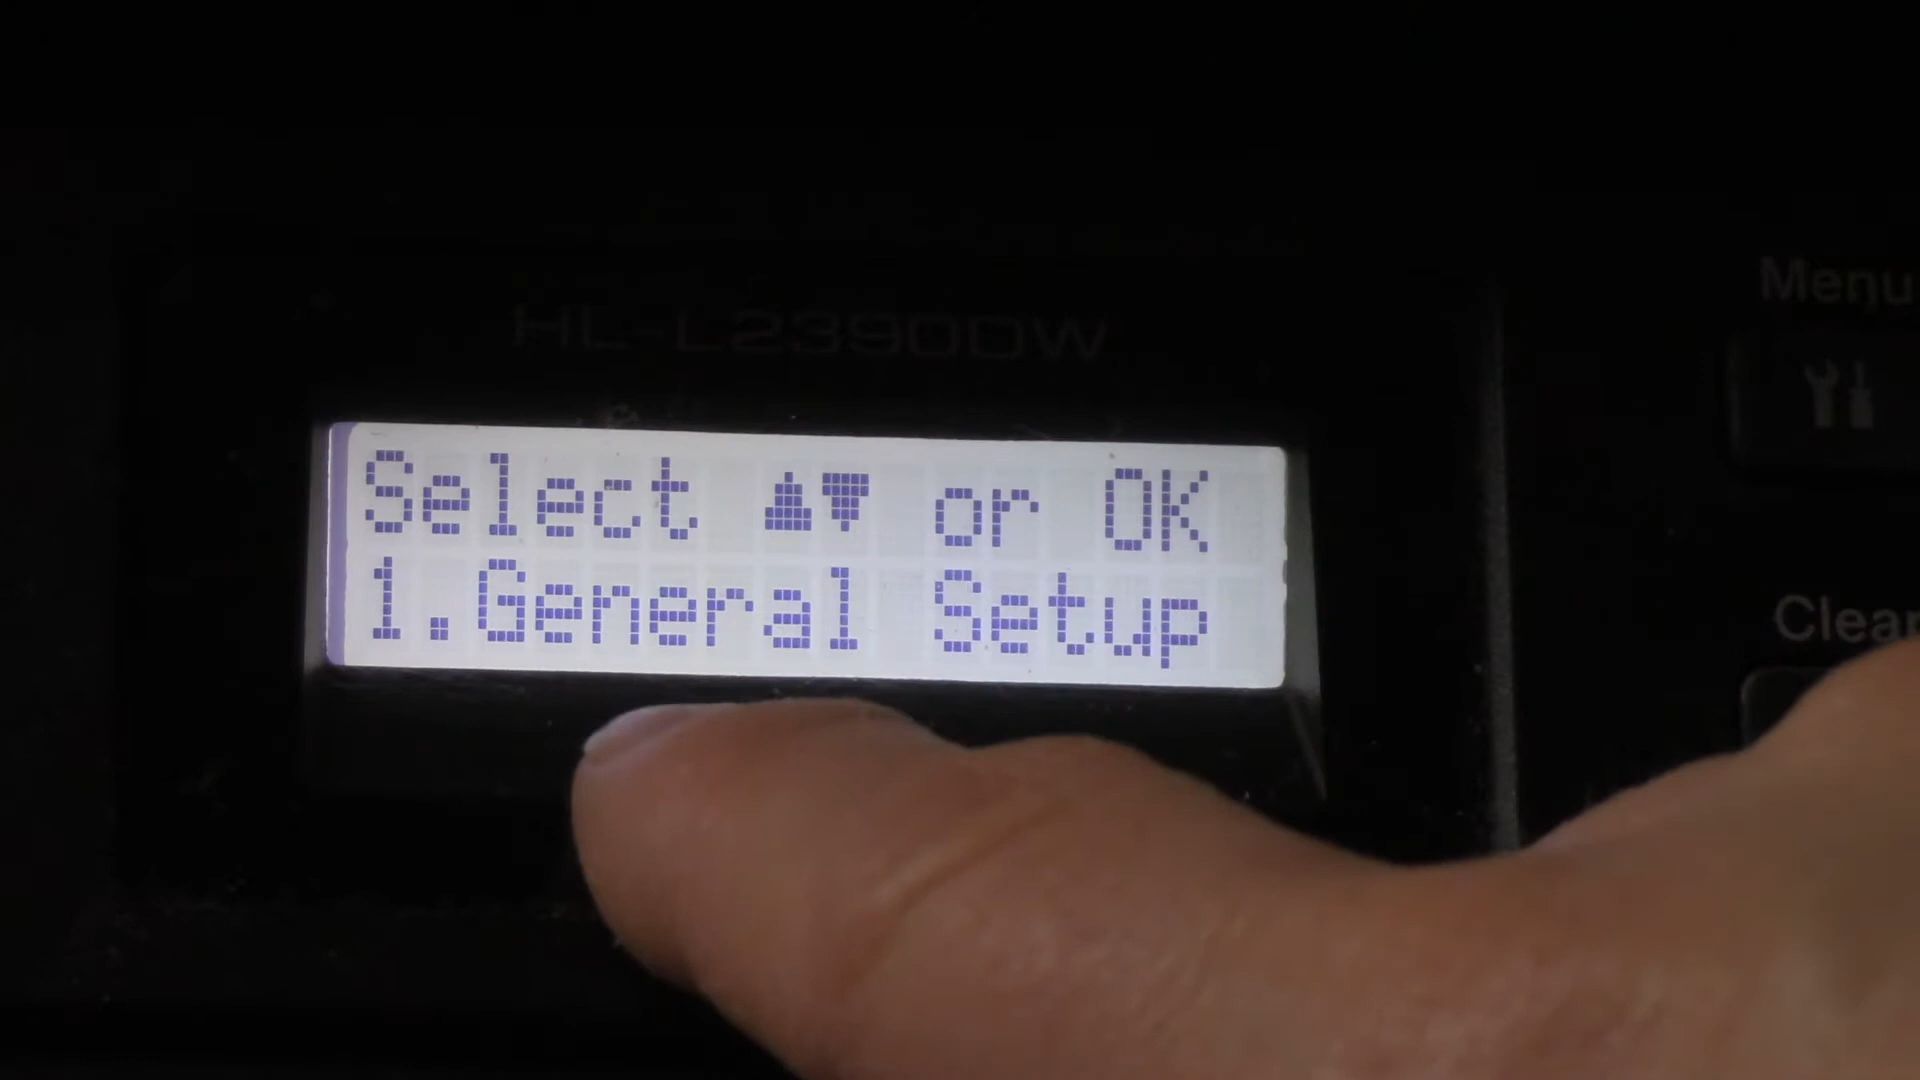 HL-L2390DW
Menu
Select ▲▼ or OK
1.General Setup
Clear